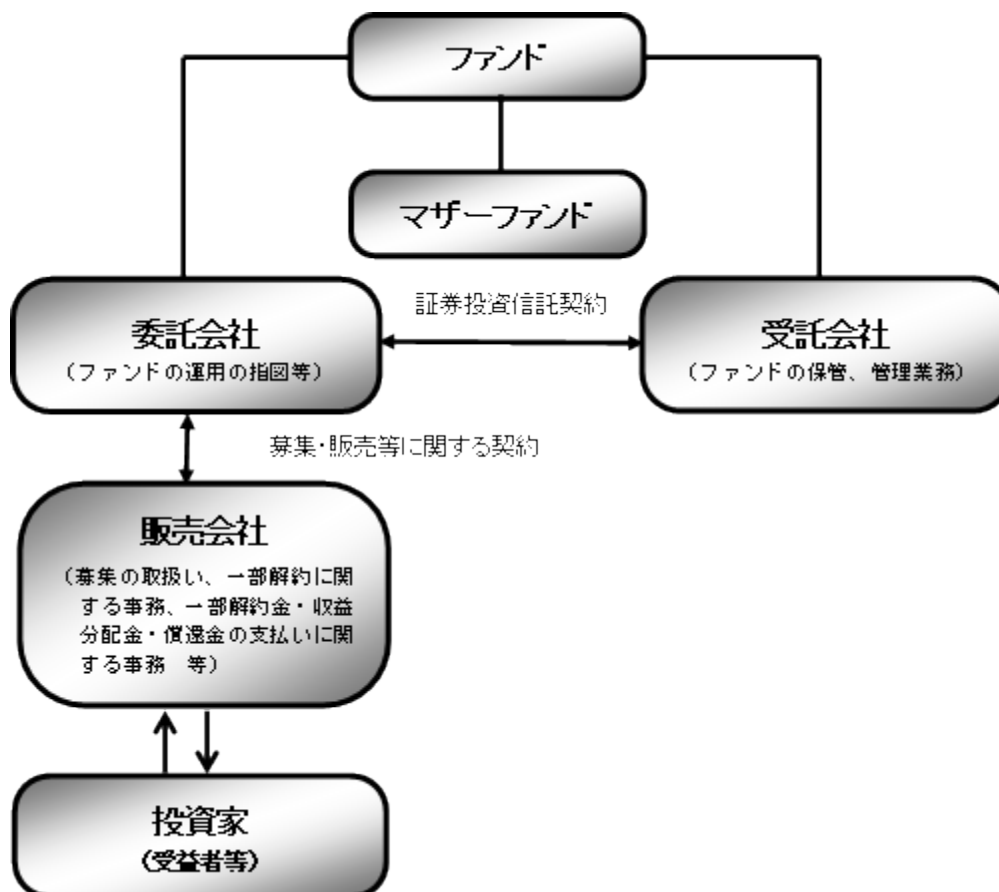 ファンド
マザーファンド
証券投資信託契約
委託会社
(ファンドの運用の指図等)
受託会社
(ファンドの保管、管理業務)
募集・販売等に関する契約
販売会社
(募集の取扱い、一部解約に関
する事務、一部解約金・収益
分配金・償還金の支払いに関
する事務 等)
投資家
(受益者等)